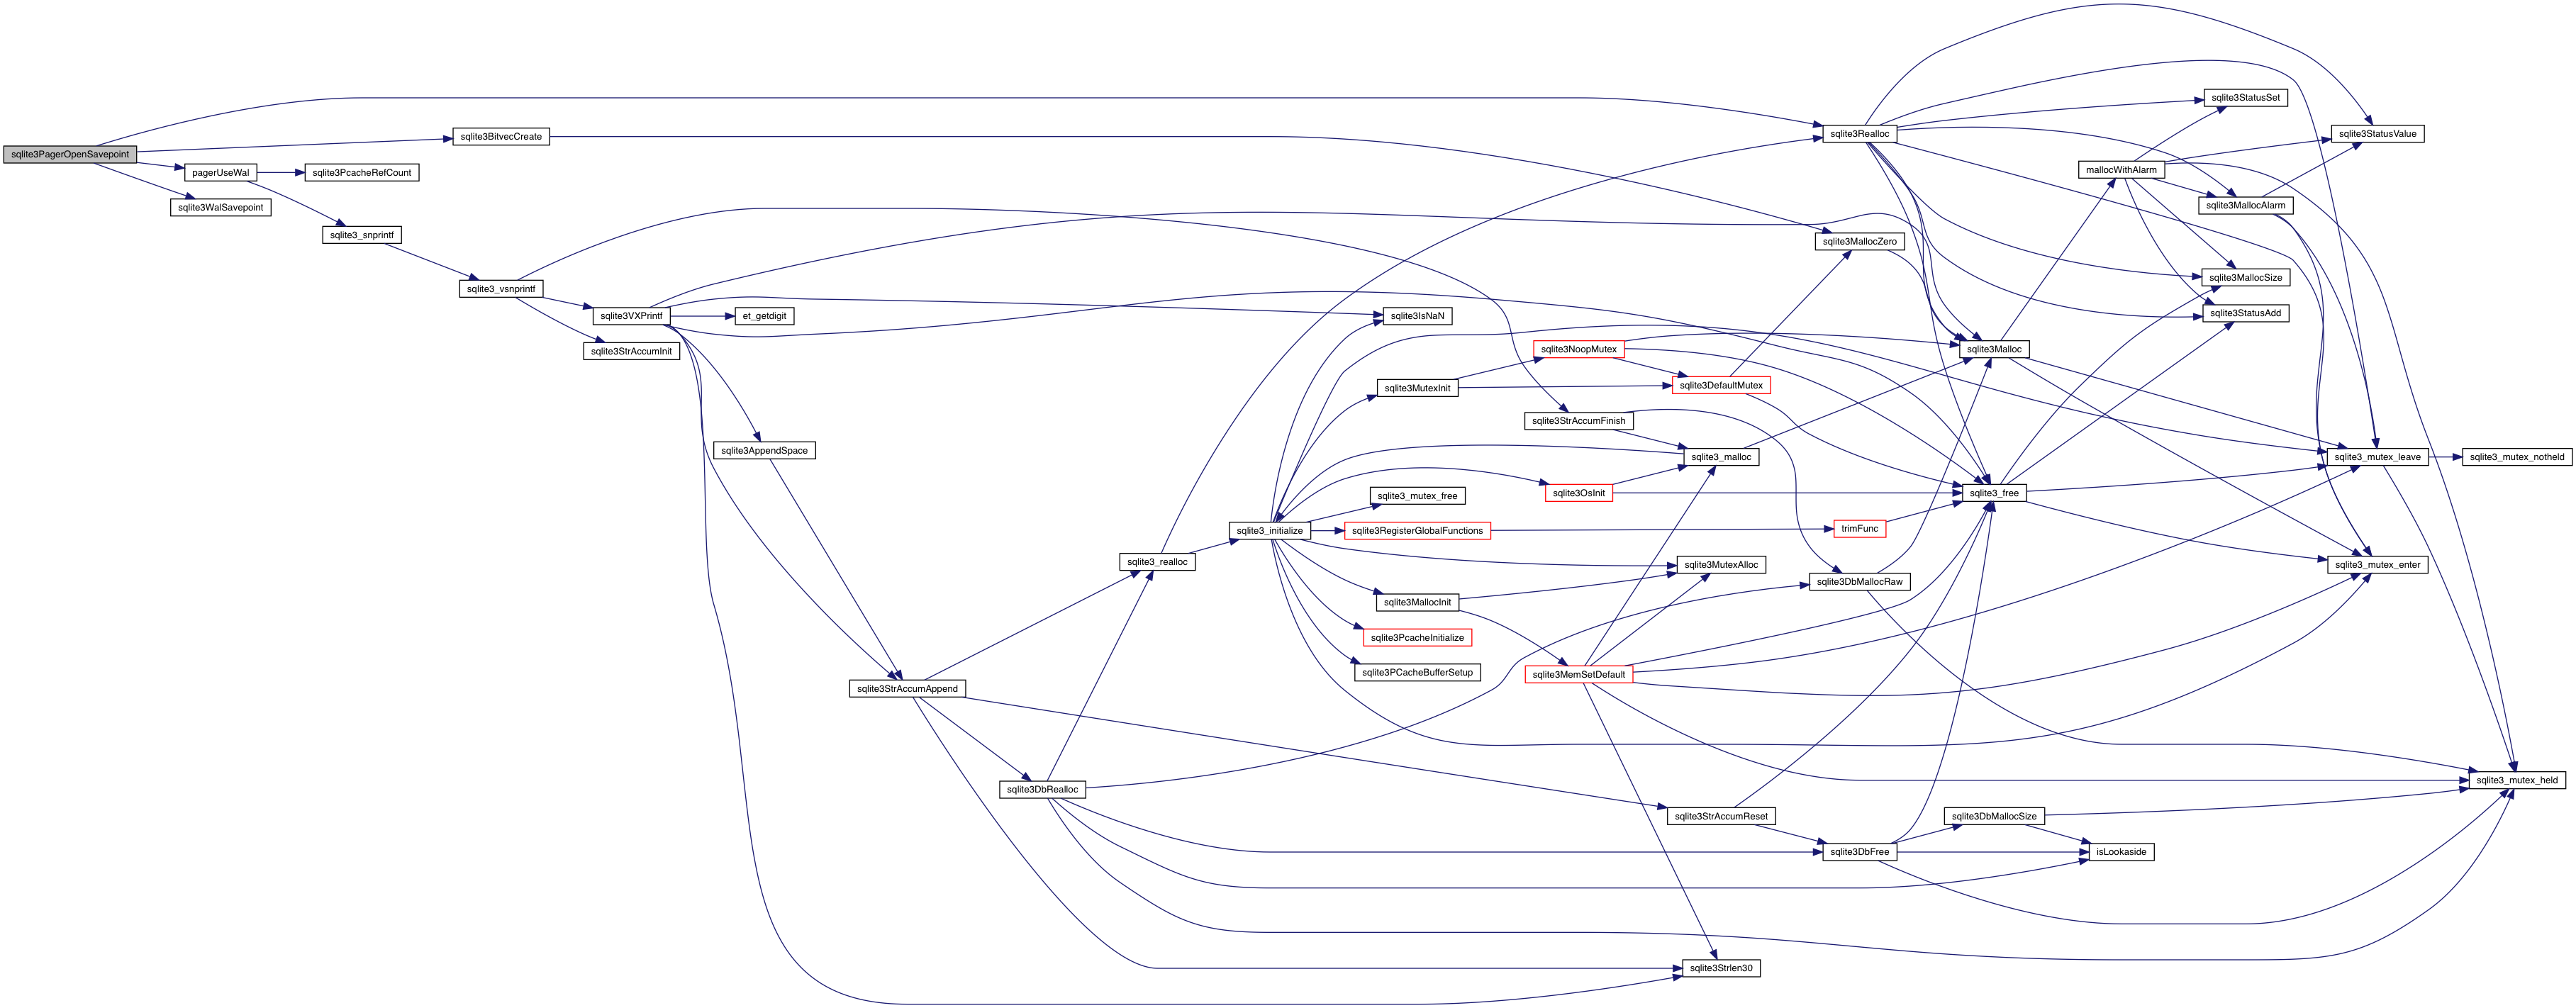 sqlite3PagerOpenSavepoint
sqlite3BitvecCreate
pagerUseWal
sqlite3PcacheRefCount
sqlite3WalSavepoint
sqlite3_snprintf
sqlite3_vsnprintf
sqlite3VXPrintf
et_getdigit
sqlite3StrAccumInit
sqlite3AppendSpace
sqlite3StrAccumAppend
sqlite3DbRealloc
sqlite3_realloc
sqlite3_initialize
sqlite3IsNaN
sqlite3MutexInit
sqlite3_mutex_free
sqlite3RegisterGlobalFunctions
sqlite3MallocInit
sqlite3PcacheInitialize
sqlite3PCacheBufferSetup
sqlite3NoopMutex
sqlite3DefaultMutex
sqlite3StrAccumFinish
sqlite3_malloc
sqlite3OsInit
sqlite3MutexAlloc
sqlite3MemSetDefault
sqlite3StrAccumReset
sqlite3Strlen30
sqlite3Realloc
sqlite3MallocZero
trimFunc
sqlite3DbMallocRaw
sqlite3DbFree
sqlite3Malloc
sqlite3_free
sqlite3DbMallocSize
isLookaside
mallocWithAlarm
sqlite3StatusSet
sqlite3StatusValue
sqlite3MallocAlarm
sqlite3MallocSize
sqlite3StatusAdd
sqlite3_mutex_leave
sqlite3_mutex_notheld
sqlite3_mutex_enter
sqlite3_mutex_held